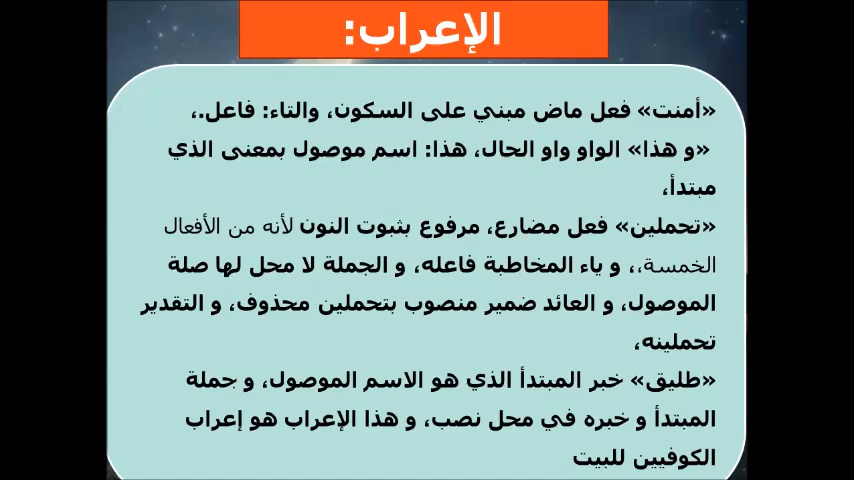 الإعراب:
«أمنت» فعل ماض مبني على السكون، والتاء: فاعل.،
«و هذا» الواو واو الحال، هذا: اسم موصول بمعنى الذي
مبتدأ،
«تحملين» فعل مضارع، مرفوع بثبوت النون لأنه من الأفعال
الخمسة،، و ياء المخاطبة فاعله، و الجملة لا محل لها صلة
الموصول، و العائد ضمير منصوب بتحملين محذوف، و التقدير
تحملينه،
«طليق» خبر المبتدأ الذي هو الاسم الموصول، و جملة
المبتدأ و خبره في محل نصب، و هذا الإعراب هو إعراب
الكوفيين للبيت